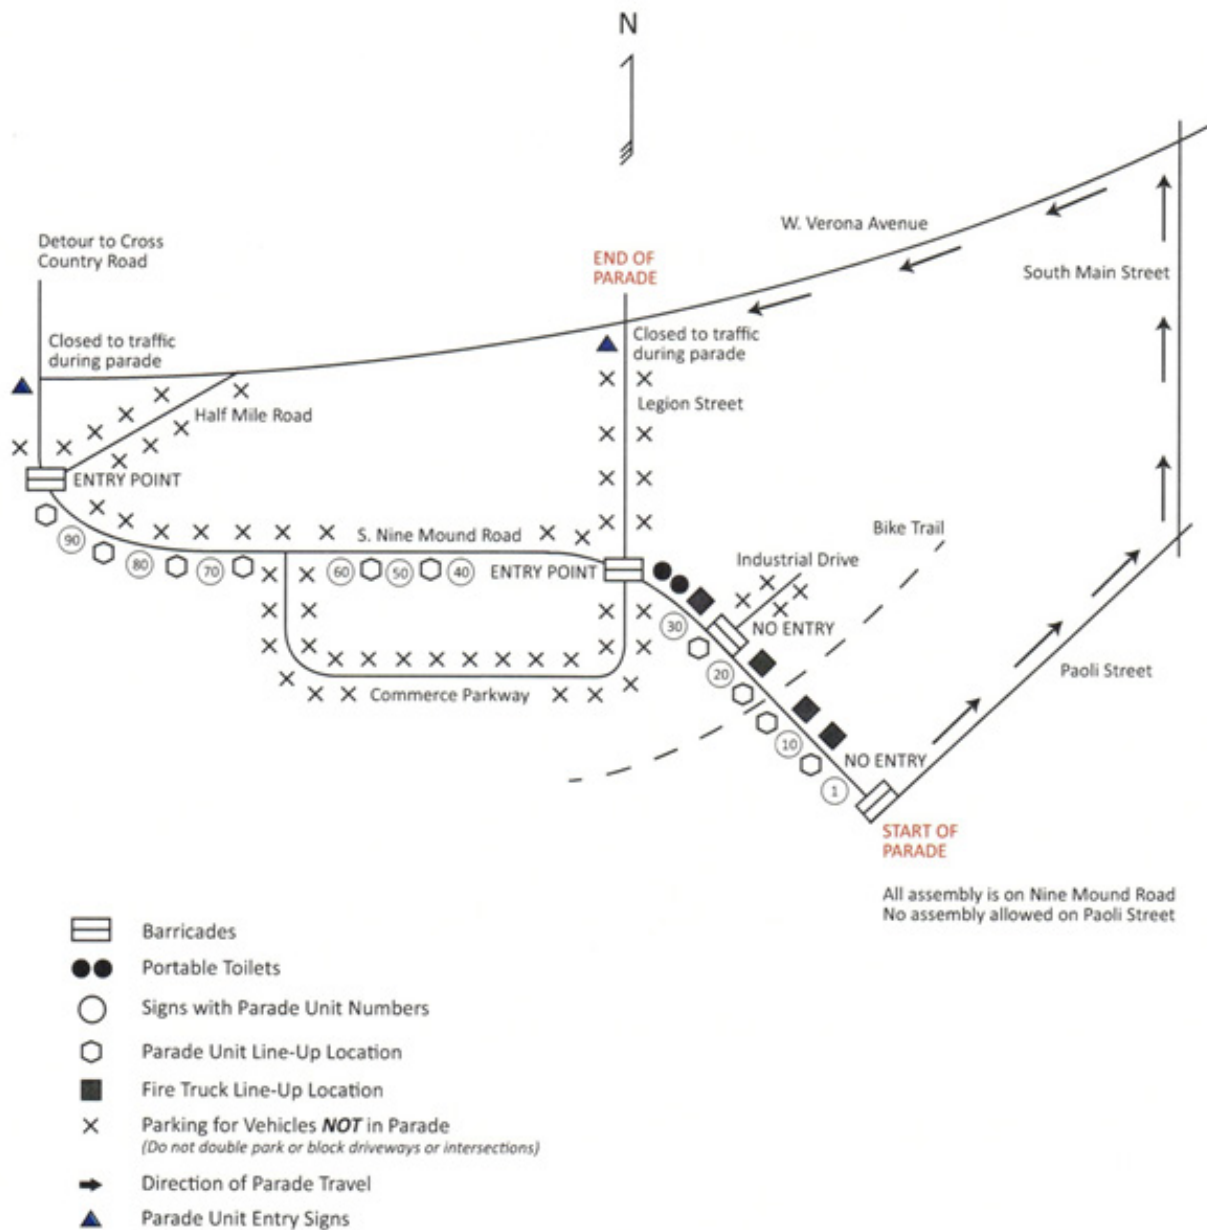 N
W. Verona Avenue
Detour to Cross
Country Road
END OF
PARADE
South Main Street
Closed to traffic
during parade
Closed to traffic
during parade
Half Mile Road
Legion Street
ENTRY POINT
S. Nine Mound Road
Bike Trail
90
80
70
60
50
40
ENTRY POINT
Industrial Drive
30
NO ENTRY
20
Paoli Street
Commerce Parkway
10
NO ENTRY
1
START OF
PARADE
All assembly is on Nine Mound Road
No assembly allowed on Paoli Street
Barricades
Portable Toilets
Signs with Parade Unit Numbers
Parade Unit Line-Up Location
Fire Truck Line-Up Location
Parking for Vehicles NOT in Parade
(Do not double park or block driveways or intersections)
Direction of Parade Travel
Parade Unit Entry Signs